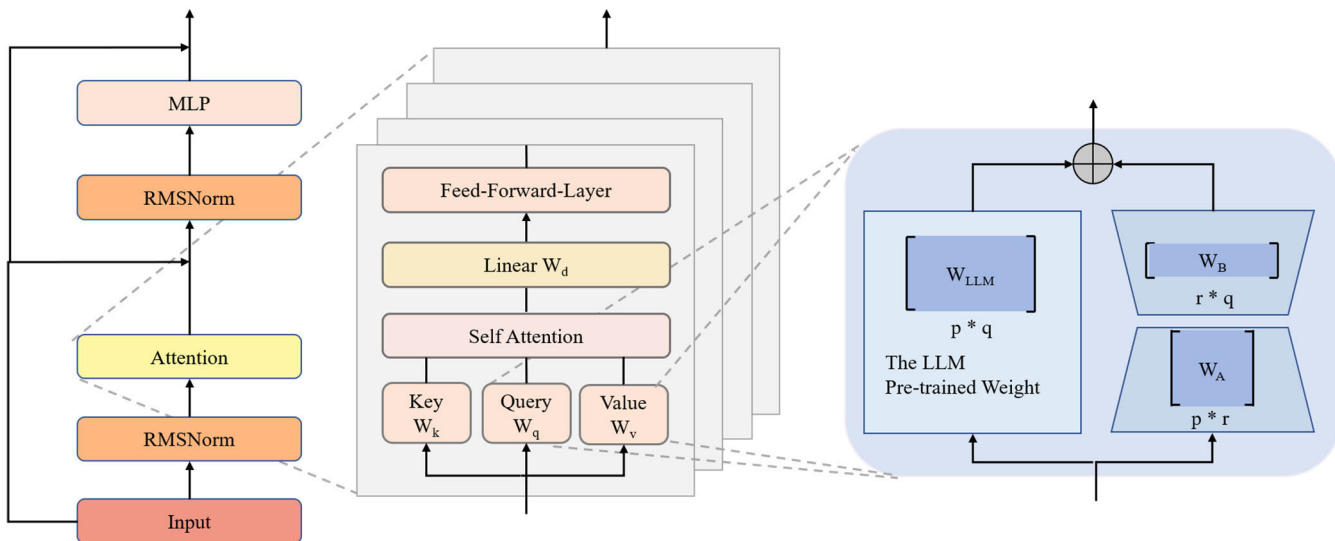 MLP
RMSNorm
Attention
RMSNorm
Input
Feed-Forward-Layer
Linear W_d
Self Attention
Key
W_k
Query
W_q
Value
W_v
W_LLM
p * q
The LLM
Pre-trained Weight
W_B
r * q
W_A
p * r